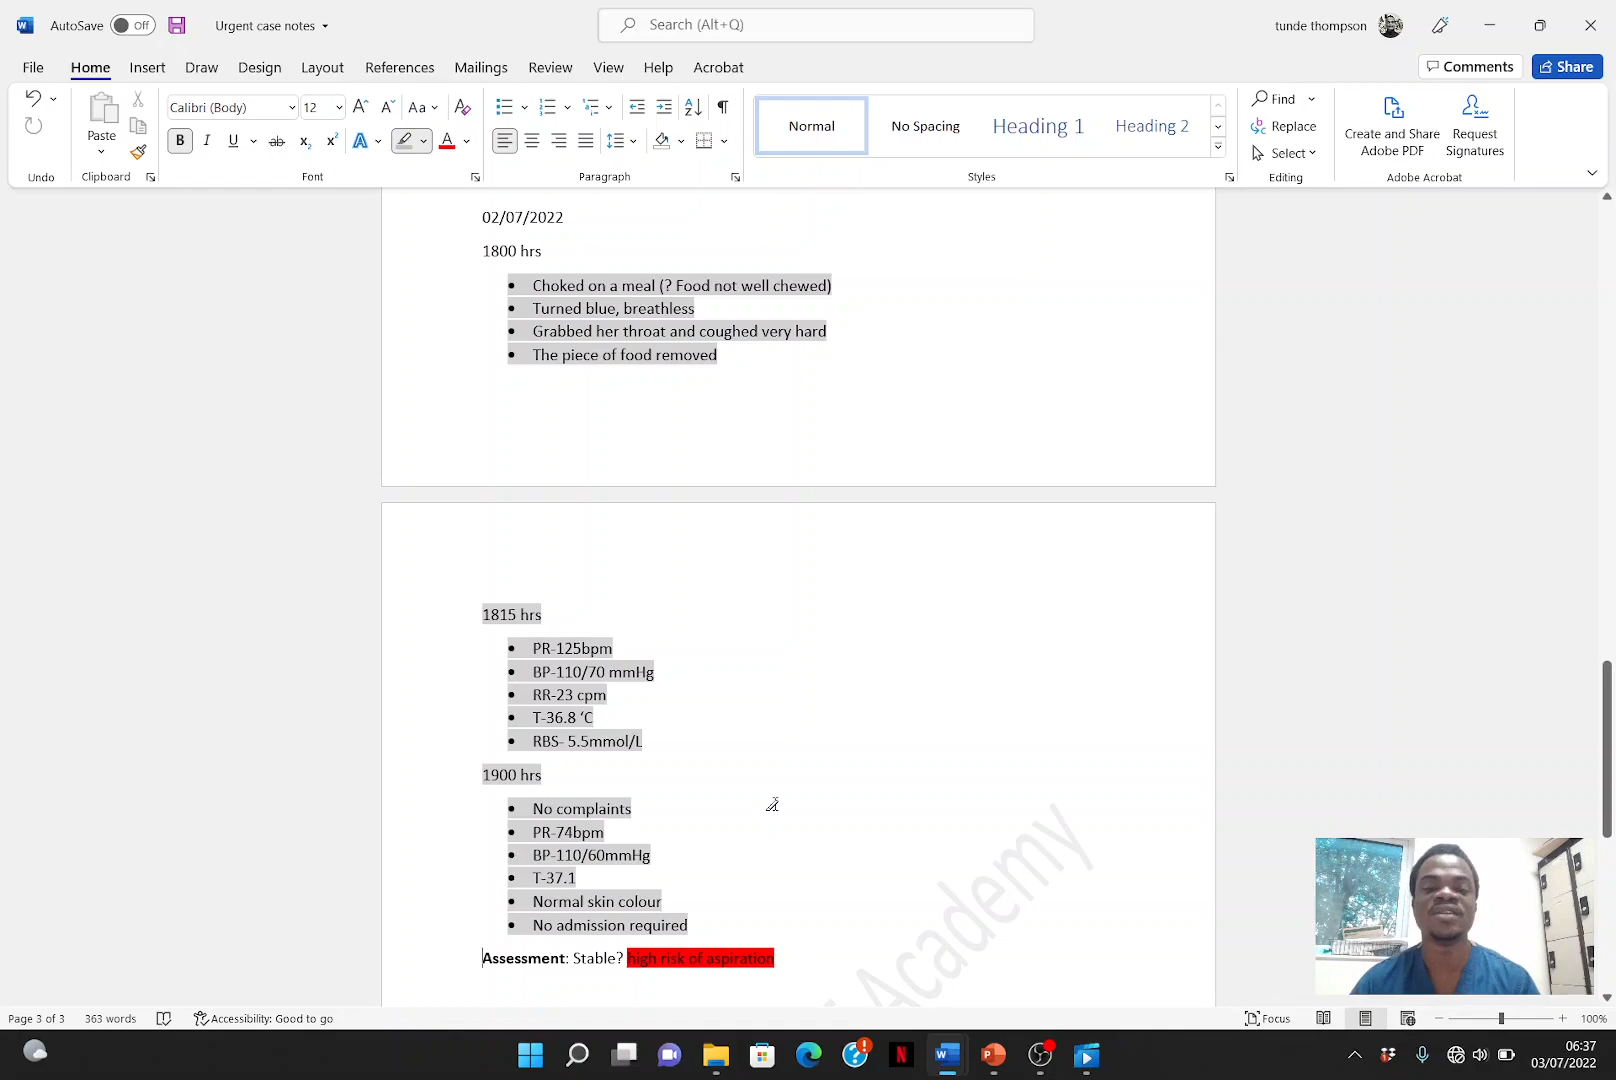 AutoSave Off Urgent case notes Search (Alt+Q) tunde thompson
File Home Insert Draw Design Layout References Mailings Review View Help Acrobat Comments Share
Calibri (Body) 12 Aa
Paste
B I U ab x₂ x² A A
Normal No Spacing Heading 1 Heading 2
Find
Replace
Select
Create and Share Adobe PDF
Request Signatures
Undo Clipboard Font Paragraph Styles Editing Adobe Acrobat
02/07/2022
1800 hrs
• Choked on a meal (? Food not well chewed)
• Turned blue, breathless
• Grabbed her throat and coughed very hard
• The piece of food removed
1815 hrs
• PR-125bpm
• BP-110/70 mmHg
• RR-23 cpm
• T-36.8 ‘C
• RBS- 5.5mmol/L
1900 hrs
• No complaints
• PR-74bpm
• BP-110/60mmHg
• T-37.1
• Normal skin colour
• No admission required
Assessment: Stable? high risk of aspiration
Academy
Page 3 of 3 363 words Accessibility: Good to go Focus 100%
06:37
03/07/2022